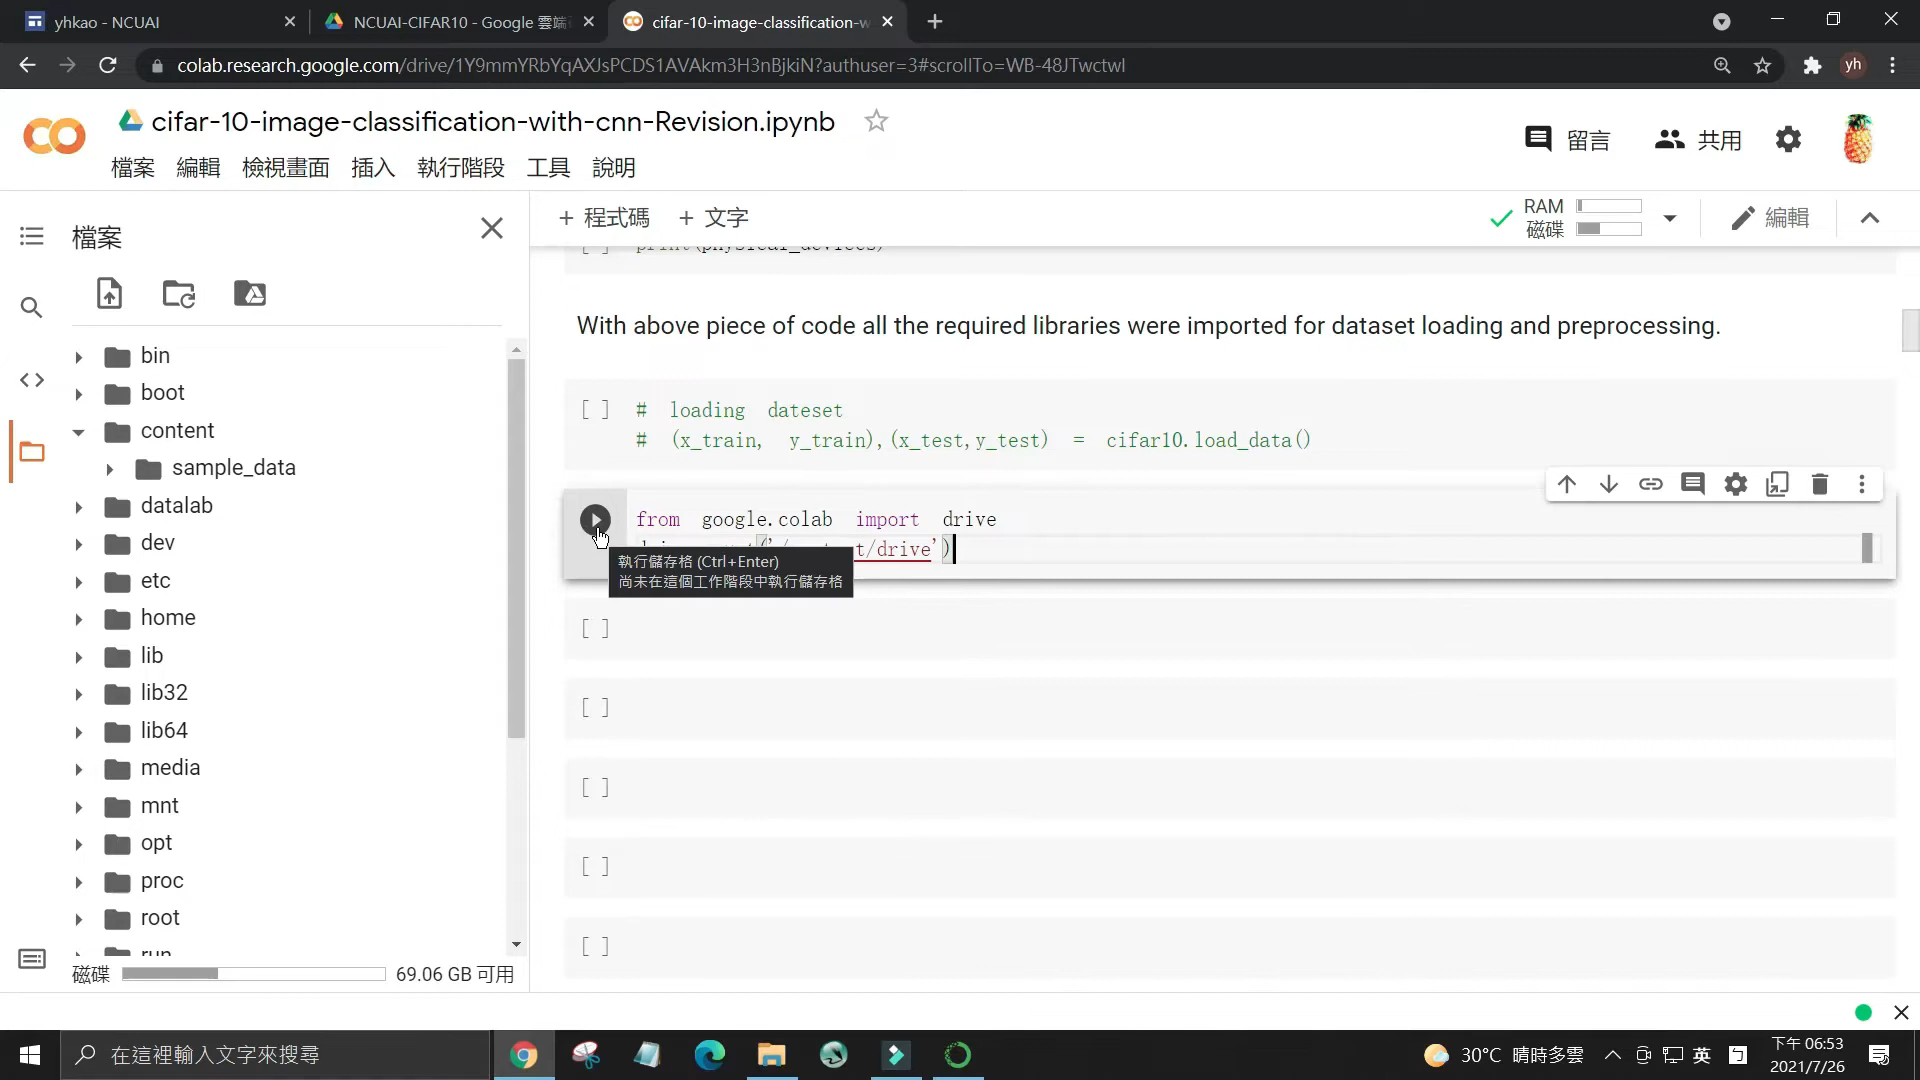 yhkao - NCUAI
NCUAI-CIFAR10 - Google 雲端
cifar-10-image-classification-w
colab.research.google.com/drive/1Y9mmYRbYqAXJsPCDS1AVAkm3H3nBjkiN?authuser=3#scrollTo=WB-48JTwctwI
yh
cifar-10-image-classification-with-cnn-Revision.ipynb
留言
共用
檔案 編輯 檢視畫面 插入 執行階段 工具 說明
檔案
+ 程式碼 + 文字
RAM
磁碟
編輯
bin
boot
content
sample_data
datalab
dev
etc
home
lib
lib32
lib64
media
mnt
opt
proc
root
run
磁碟 69.06 GB 可用
[ ] print(physical_devices)
With above piece of code all the required libraries were imported for dataset loading and preprocessing.
[ ] # loading dateset
# (x_train, y_train),(x_test,y_test) = cifar10.load_data()
from google.colab import drive
t/drive')
執行儲存格 (Ctrl+Enter)
尚未在這個工作階段中執行儲存格
[ ]
[ ]
[ ]
[ ]
[ ]
在這裡輸入文字來搜尋
30°C 晴時多雲
英
下午 06:53
2021/7/26